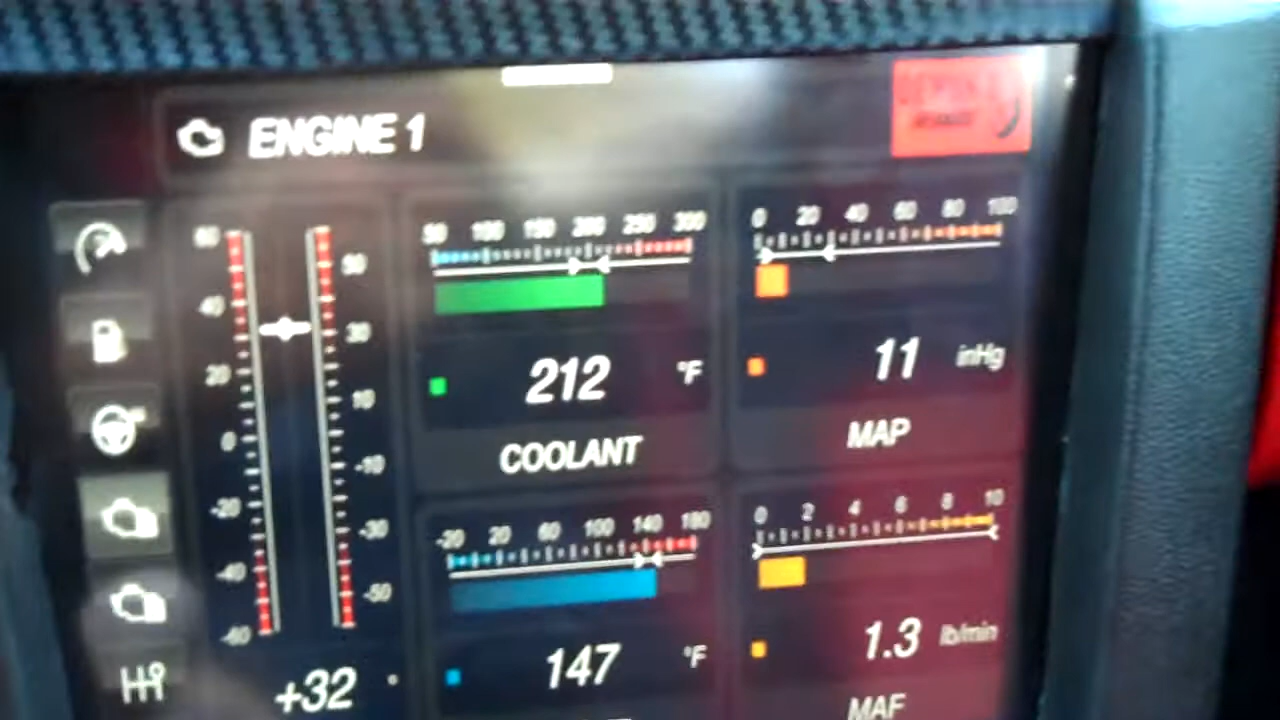 ENGINE 1
60
40
20
0
-20
-40
-60
50
30
10
-10
-30
-50
+32 °
50 100 150 200 250 300
212 °F
COOLANT
0 20 40 60 80 100
11 inHg
MAP
-20 20 60 100 140 180
147 °F
0 2 4 6 8 10
1.3 lb/min
MAF